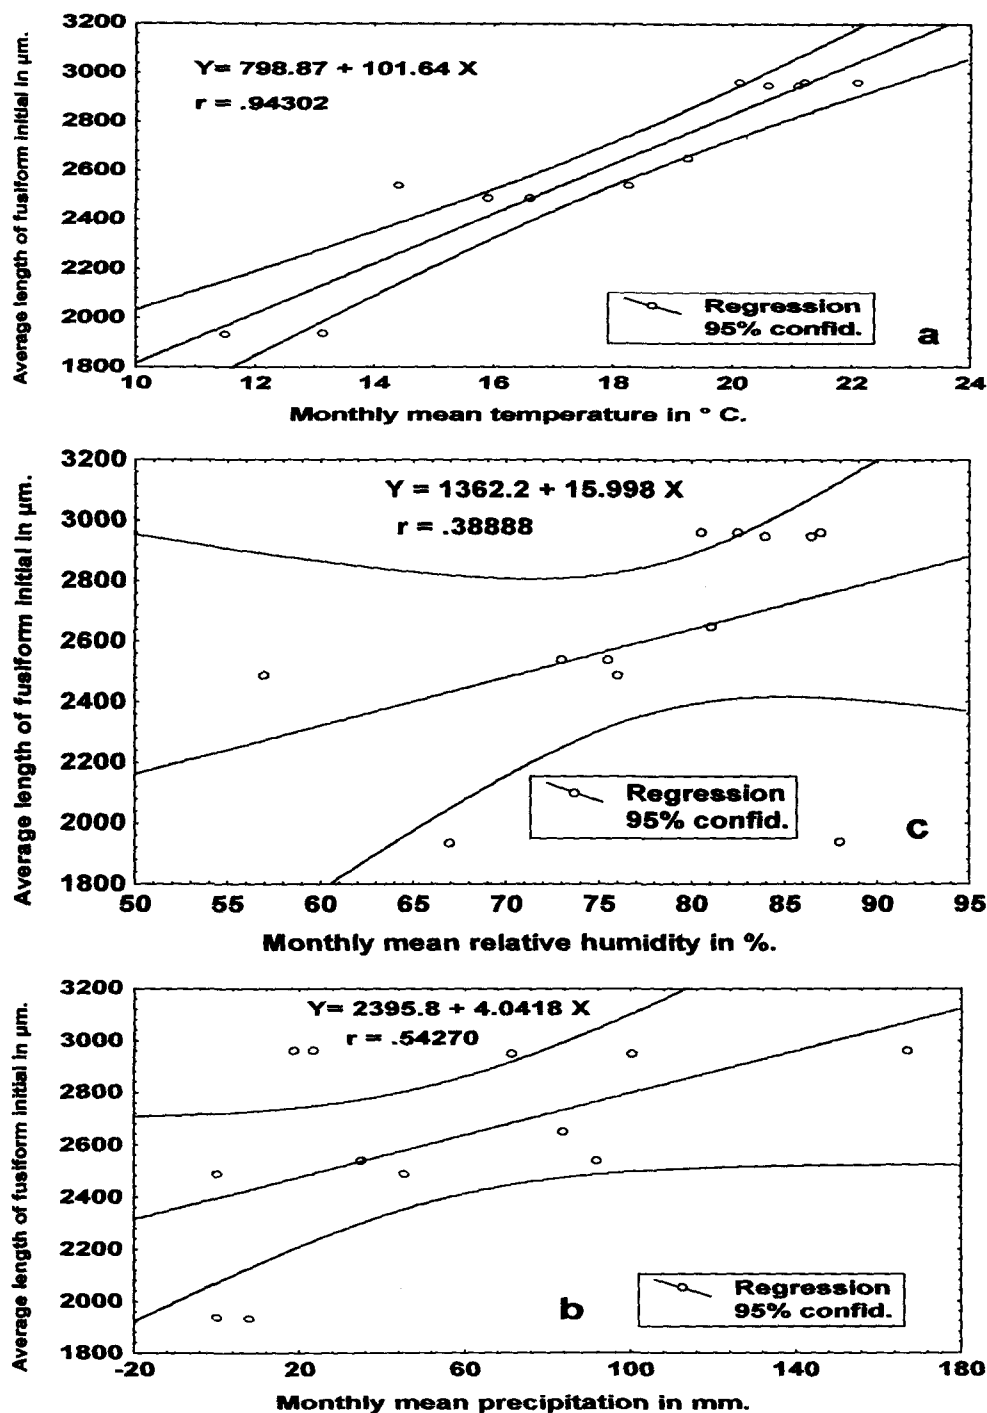 Average length of fusiform initial in µm.
3200
3000
2800
2600
2400
2200
2000
1800
Y= 798.87 + 101.64 X
r = .94302
Regression
95% confid.
a
10 12 14 16 18 20 22 24
Monthly mean temperature in ° C.
Average length of fusiform initial in µm.
3200
3000
2800
2600
2400
2200
2000
1800
Y = 1362.2 + 15.998 X
r = .38888
Regression
95% confid.
c
50 55 60 65 70 75 80 85 90 95
Monthly mean relative humidity in %.
Average length of fusiform initial in µm.
3200
3000
2800
2600
2400
2200
2000
1800
Y= 2395.8 + 4.0418 X
r = .54270
Regression
95% confid.
b
-20 20 60 100 140 180
Monthly mean precipitation in mm.